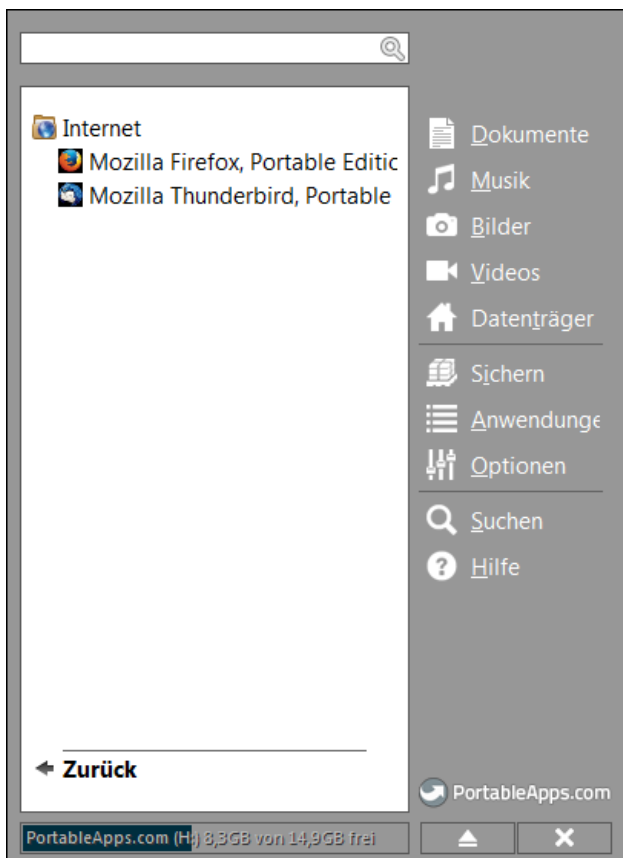 Internet
Mozilla Firefox, Portable Editic
Mozilla Thunderbird, Portable
Zurück
PortableApps.com (H:) 8,3GB von 14,9GB frei
Dokumente
Musik
Bilder
Videos
Datenträger
Sichern
Anwendunge
Optionen
Suchen
Hilfe
PortableApps.com